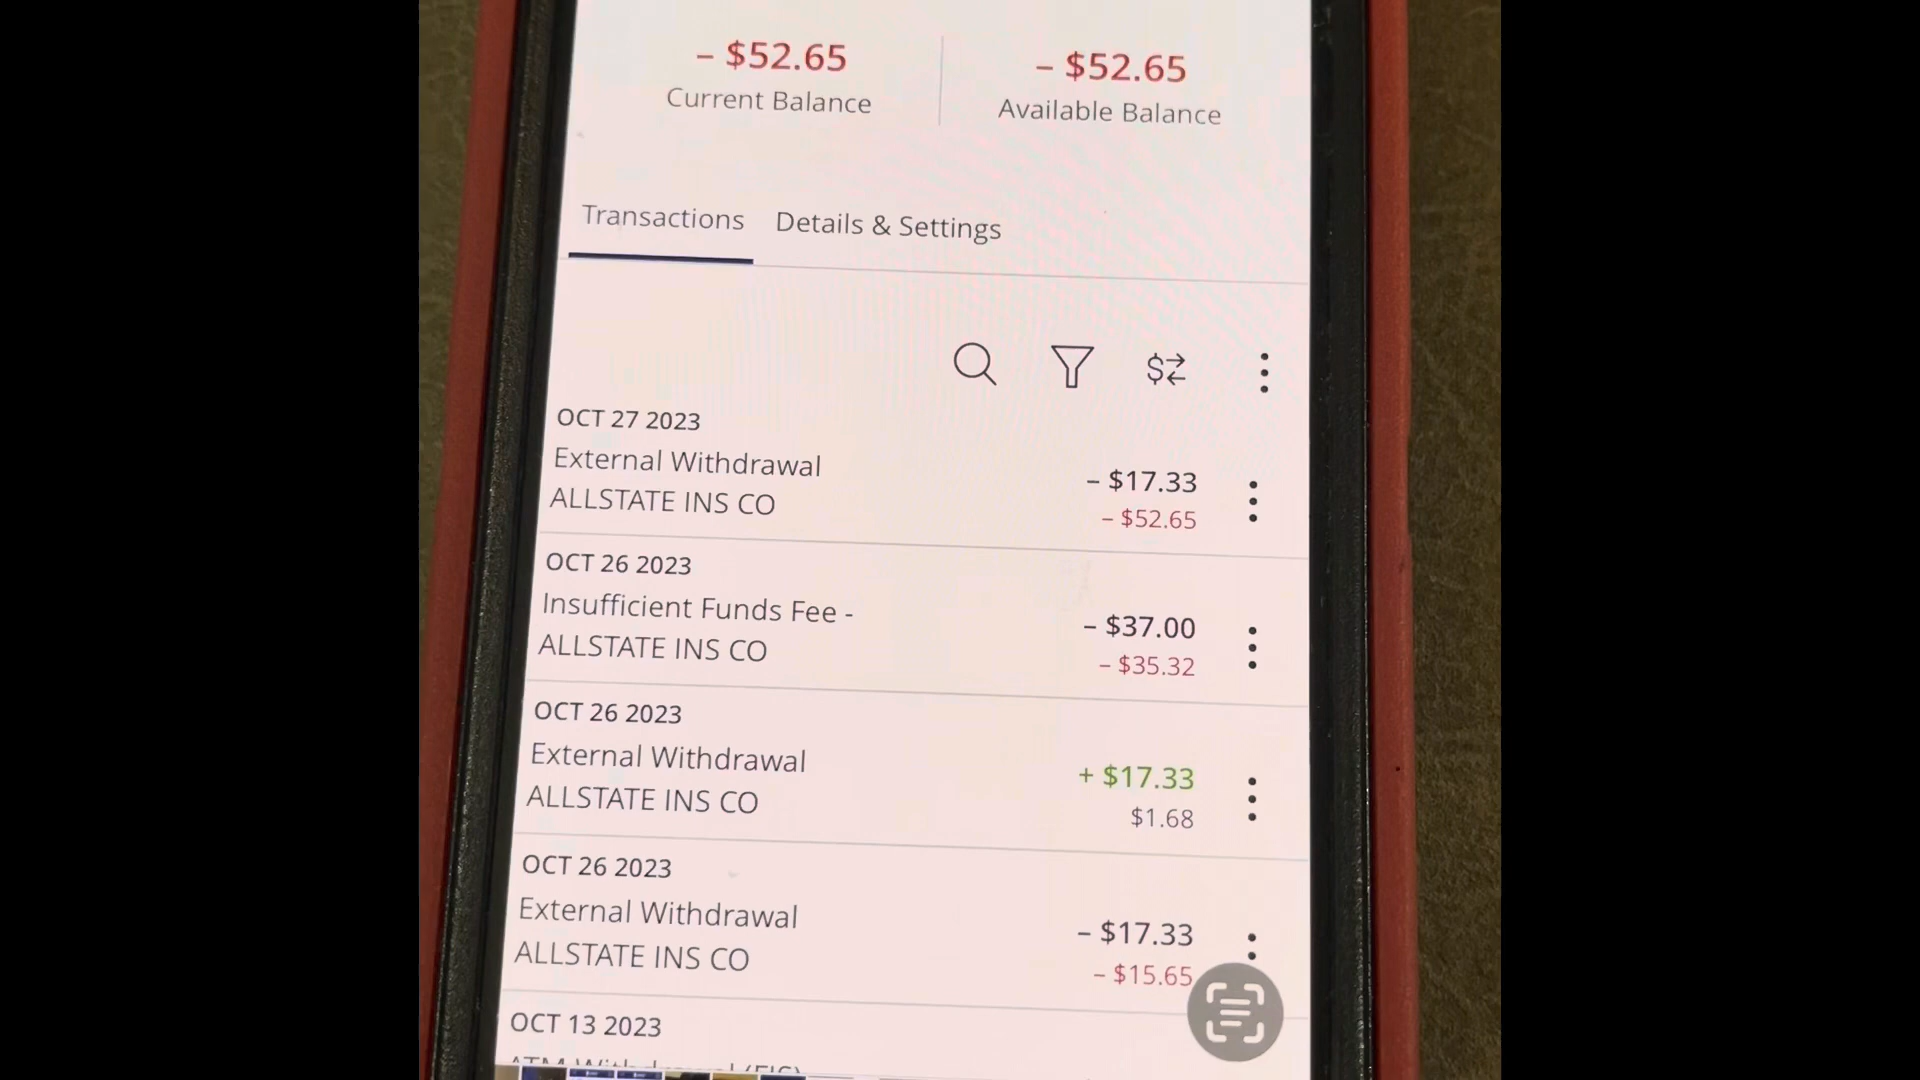 – $52.65
Current Balance
– $52.65
Available Balance
Transactions
Details & Settings
OCT 27 2023
External Withdrawal
ALLSTATE INS CO
– $17.33
– $52.65
OCT 26 2023
Insufficient Funds Fee -
ALLSTATE INS CO
– $37.00
– $35.32
OCT 26 2023
External Withdrawal
ALLSTATE INS CO
+ $17.33
$1.68
OCT 26 2023
External Withdrawal
ALLSTATE INS CO
– $17.33
– $15.65
OCT 13 2023